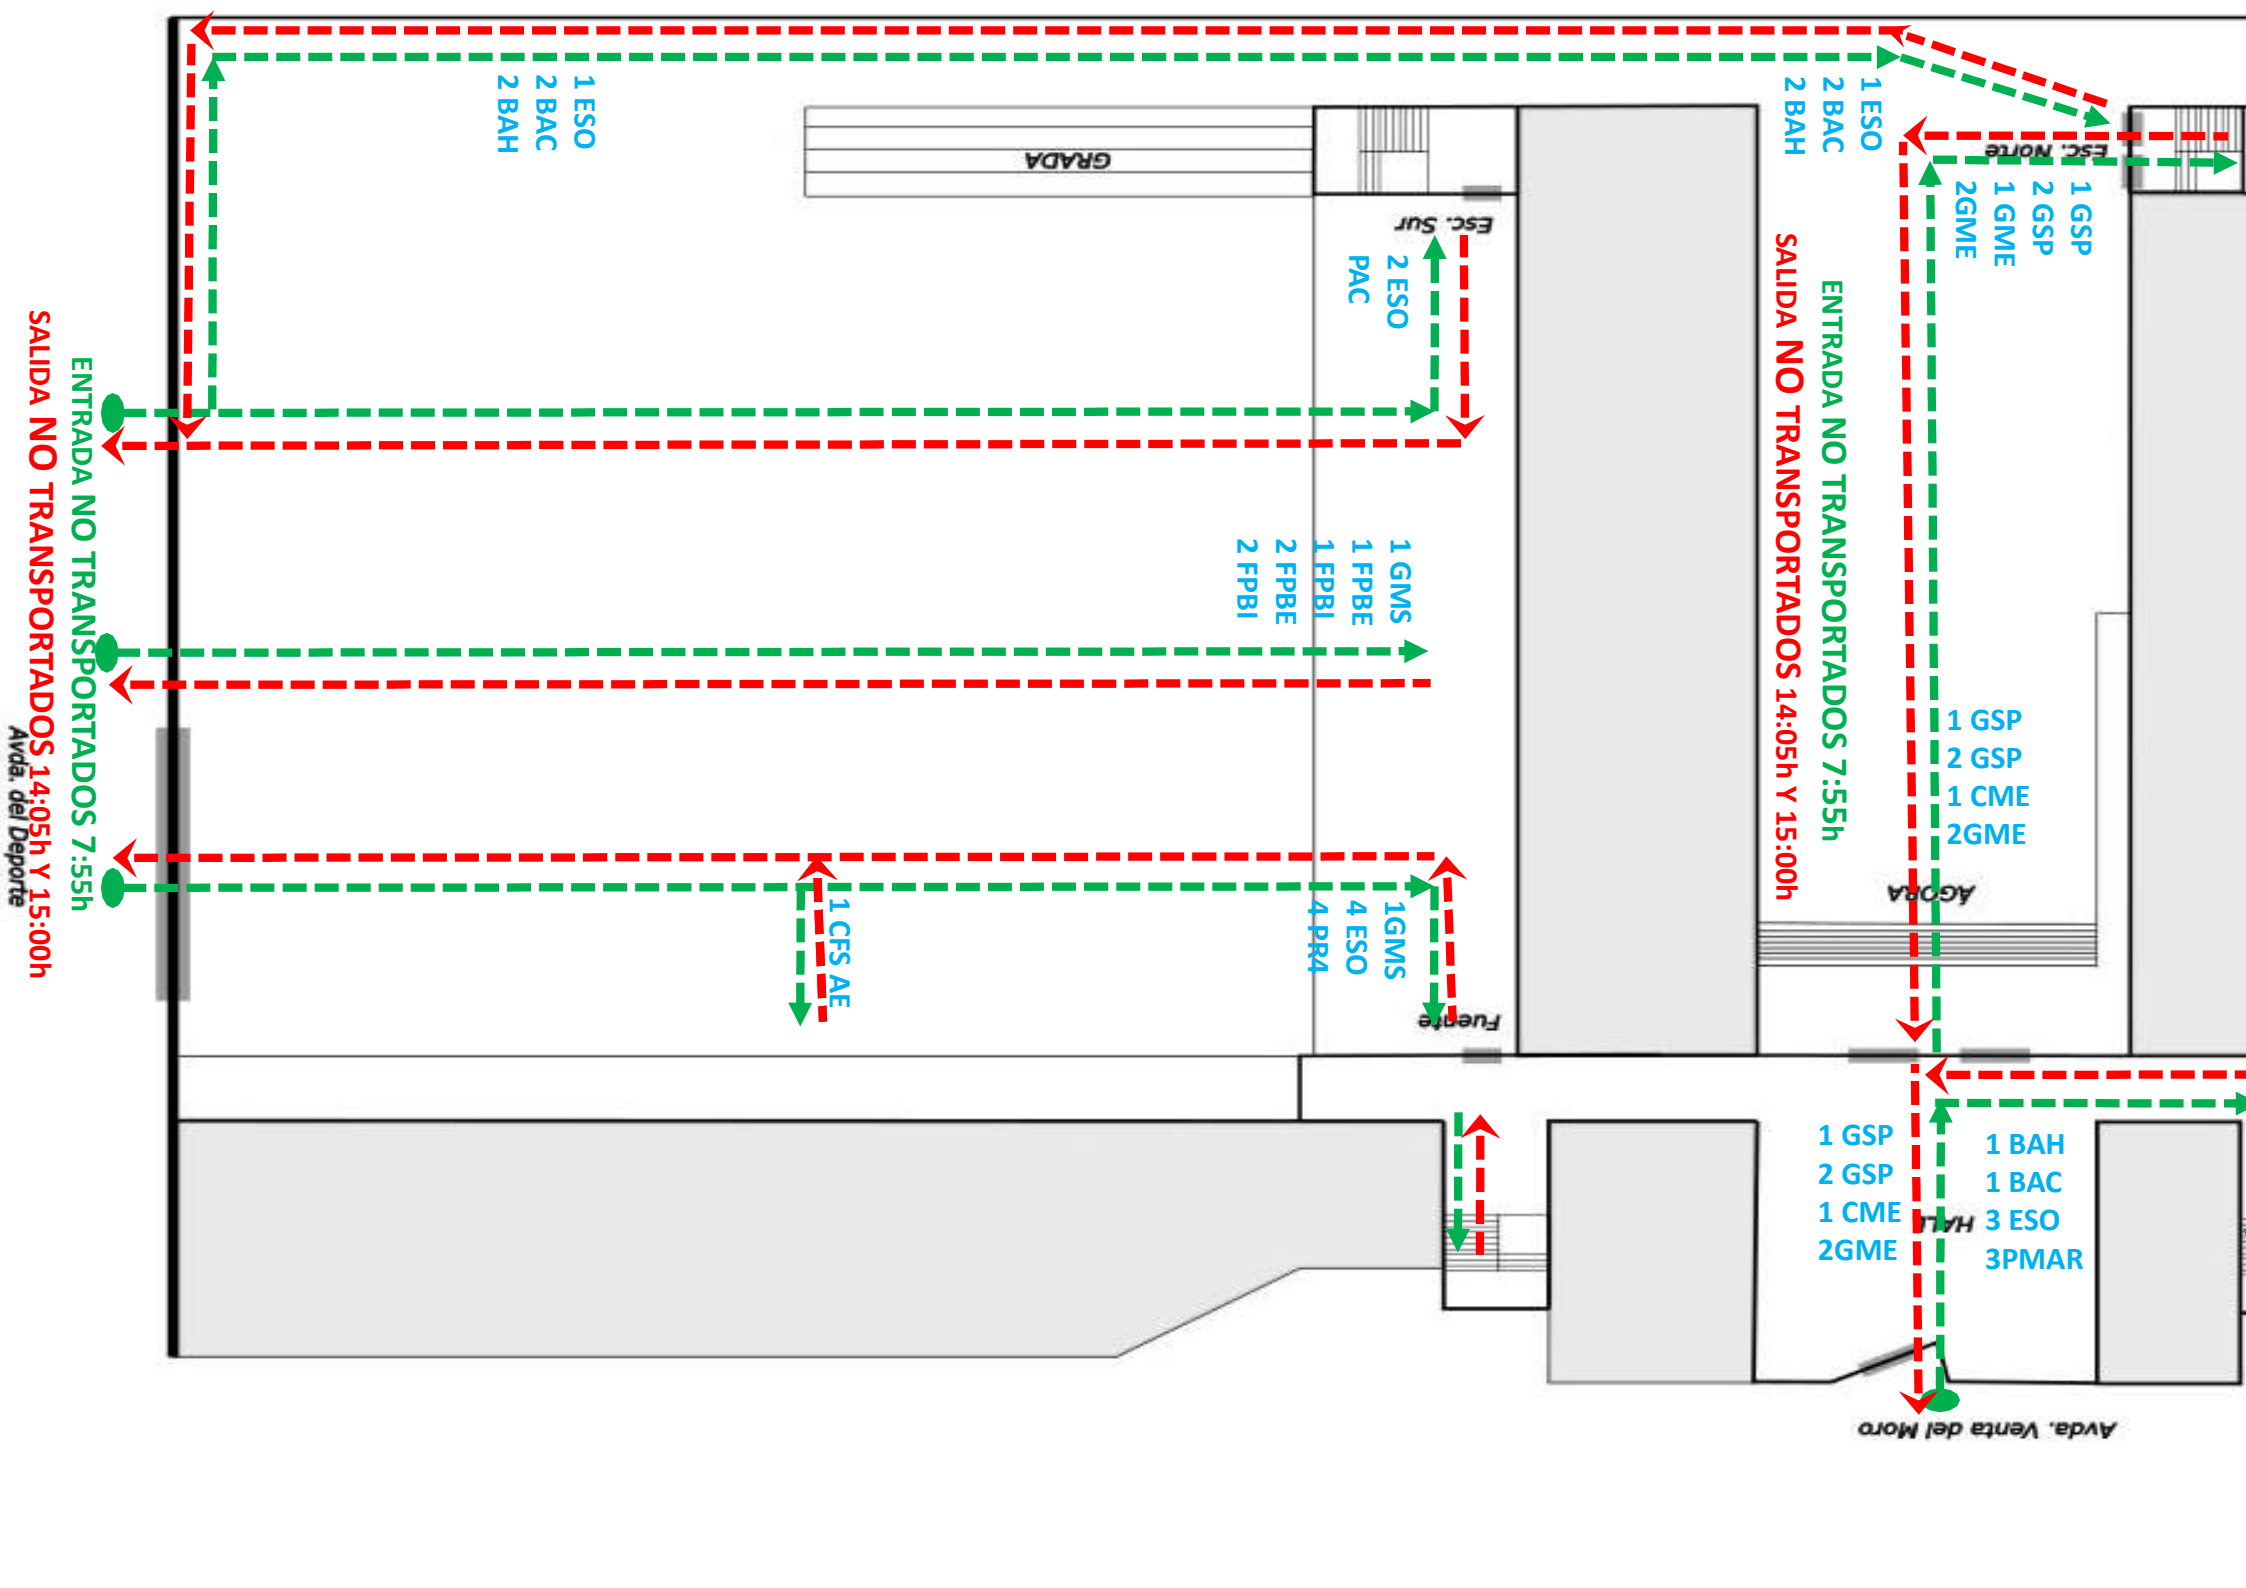 1 ESO
2 BAC
2 BAH
GRADA
Esc. Sur
2 ESO
PAC
1 ESO
2 BAC
2 BAH
Esc. Norte
1 GSP
2 GSP
1 GME
2GME
ENTRADA NO TRANSPORTADOS 7:55h
SALIDA NO TRANSPORTADOS 14:05h Y 15:00h
ENTRADA NO TRANSPORTADOS 7:55h
SALIDA NO TRANSPORTADOS 14:05h Y 15:00h
Avda. del Deporte
1 GMS
1 FPBE
1 FPBI
2 FPBE
2 FPBI
1 GSP
2 GSP
1 CME
2GME
ÁGORA
1 CFS AE
1GMS
4 ESO
4 PR4
Fuente
1 GSP
2 GSP
1 CME
2GME
HALL
1 BAH
1 BAC
3 ESO
3PMAR
Avda. Venta del Moro